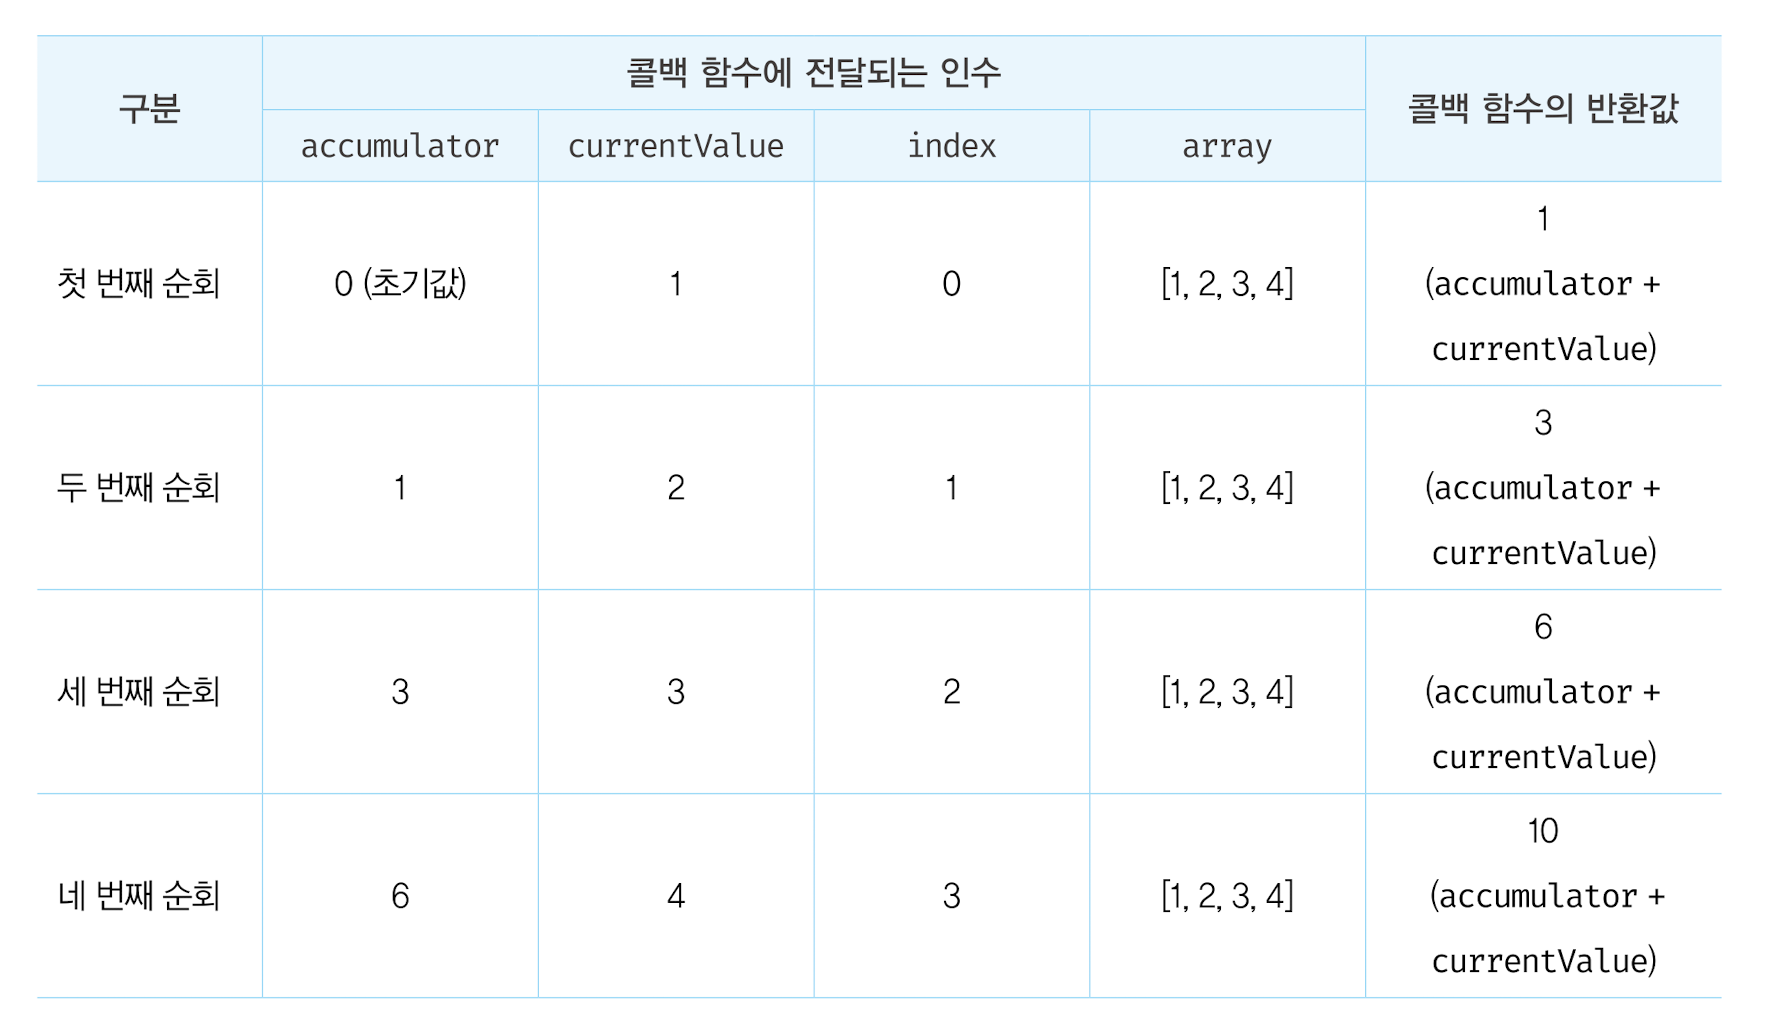 구분
콜백 함수에 전달되는 인수
콜백 함수의 반환값
accumulator
currentValue
index
array
첫 번째 순회
0 (초기값)
1
0
[1, 2, 3, 4]
1
(accumulator +
currentValue)
두 번째 순회
1
2
1
[1, 2, 3, 4]
3
(accumulator +
currentValue)
세 번째 순회
3
3
2
[1, 2, 3, 4]
6
(accumulator +
currentValue)
네 번째 순회
6
4
3
[1, 2, 3, 4]
10
(accumulator +
currentValue)